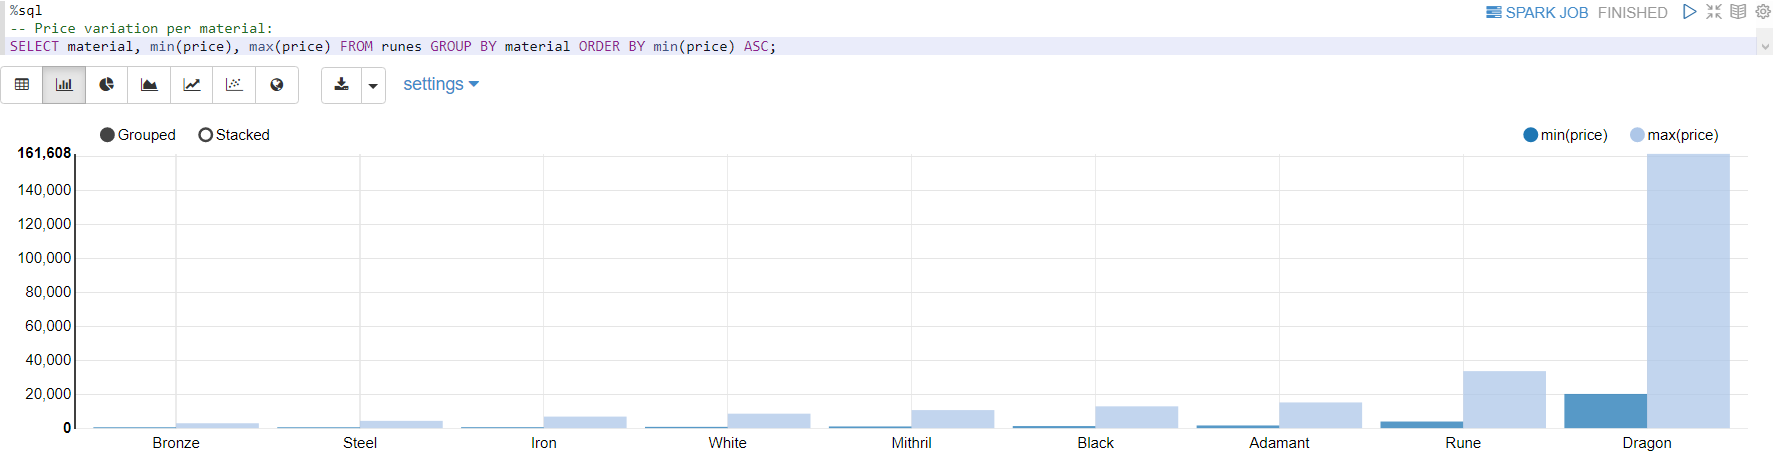 %sql
SPARK JOB FINISHED
-- Price variation per material:
SELECT material, min(price), max(price) FROM runes GROUP BY material ORDER BY min(price) ASC;
settings
Grouped Stacked min(price) max(price)
161,608
140,000
120,000
100,000
80,000
60,000
40,000
20,000
0
Bronze Steel Iron White Mithril Black Adamant Rune Dragon